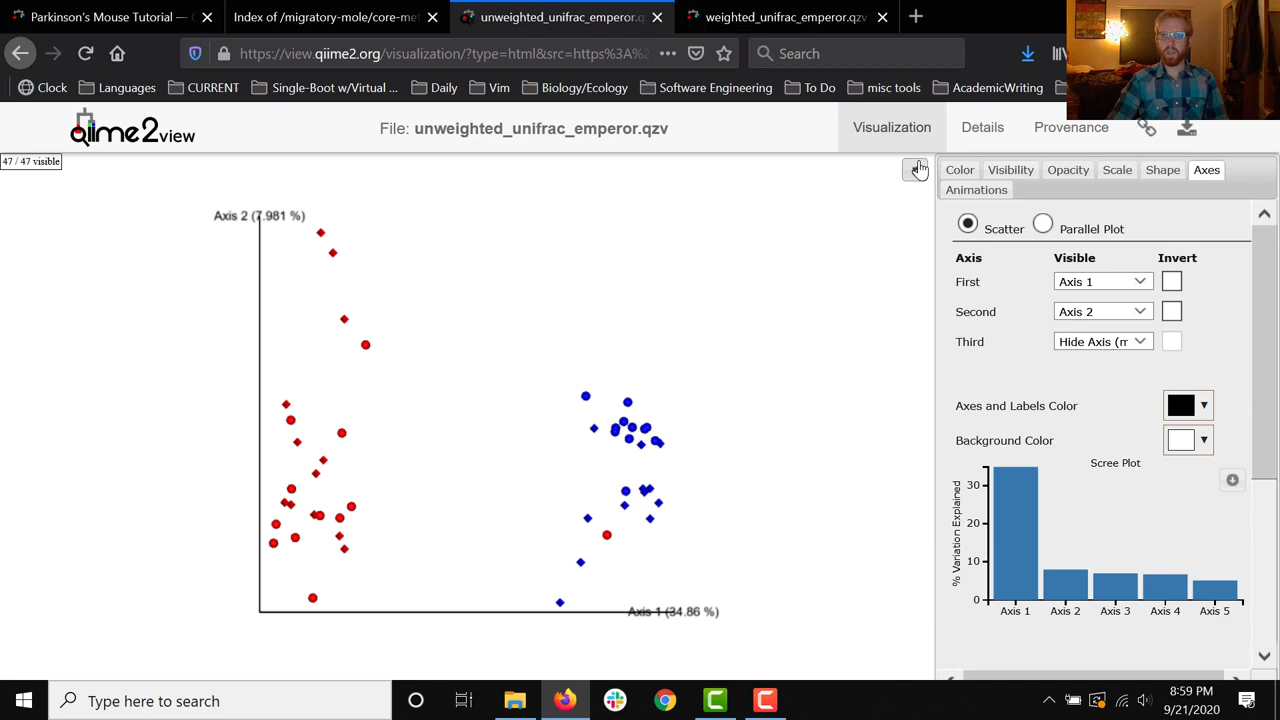 Parkinson's Mouse Tutorial — Q
Index of /migratory-mole/core-met
unweighted_unifrac_emperor.q
weighted_unifrac_emperor.qzv
https://view.qiime2.org/visualization/?type=html&src=https%3A%
Search
Clock
Languages
CURRENT
Single-Boot w/Virtual
Daily
Vim
Biology/Ecology
Software Engineering
To Do
misc tools
AcademicWriting
qiime2view
File: unweighted_unifrac_emperor.qzv
Visualization
Details
Provenance
47 / 47 visible
Color
Visibility
Opacity
Scale
Shape
Axes
Animations
Axis 2 (7.981 %)
Axis 1 (34.86 %)
Scatter
Parallel Plot
Axis Visible Invert
First Axis 1
Second Axis 2
Third Hide Axis (m
Axes and Labels Color
Background Color
Scree Plot
% Variation Explained
30
20
10
0
Axis 1 Axis 2 Axis 3 Axis 4 Axis 5
Type here to search
8:59 PM
9/21/2020